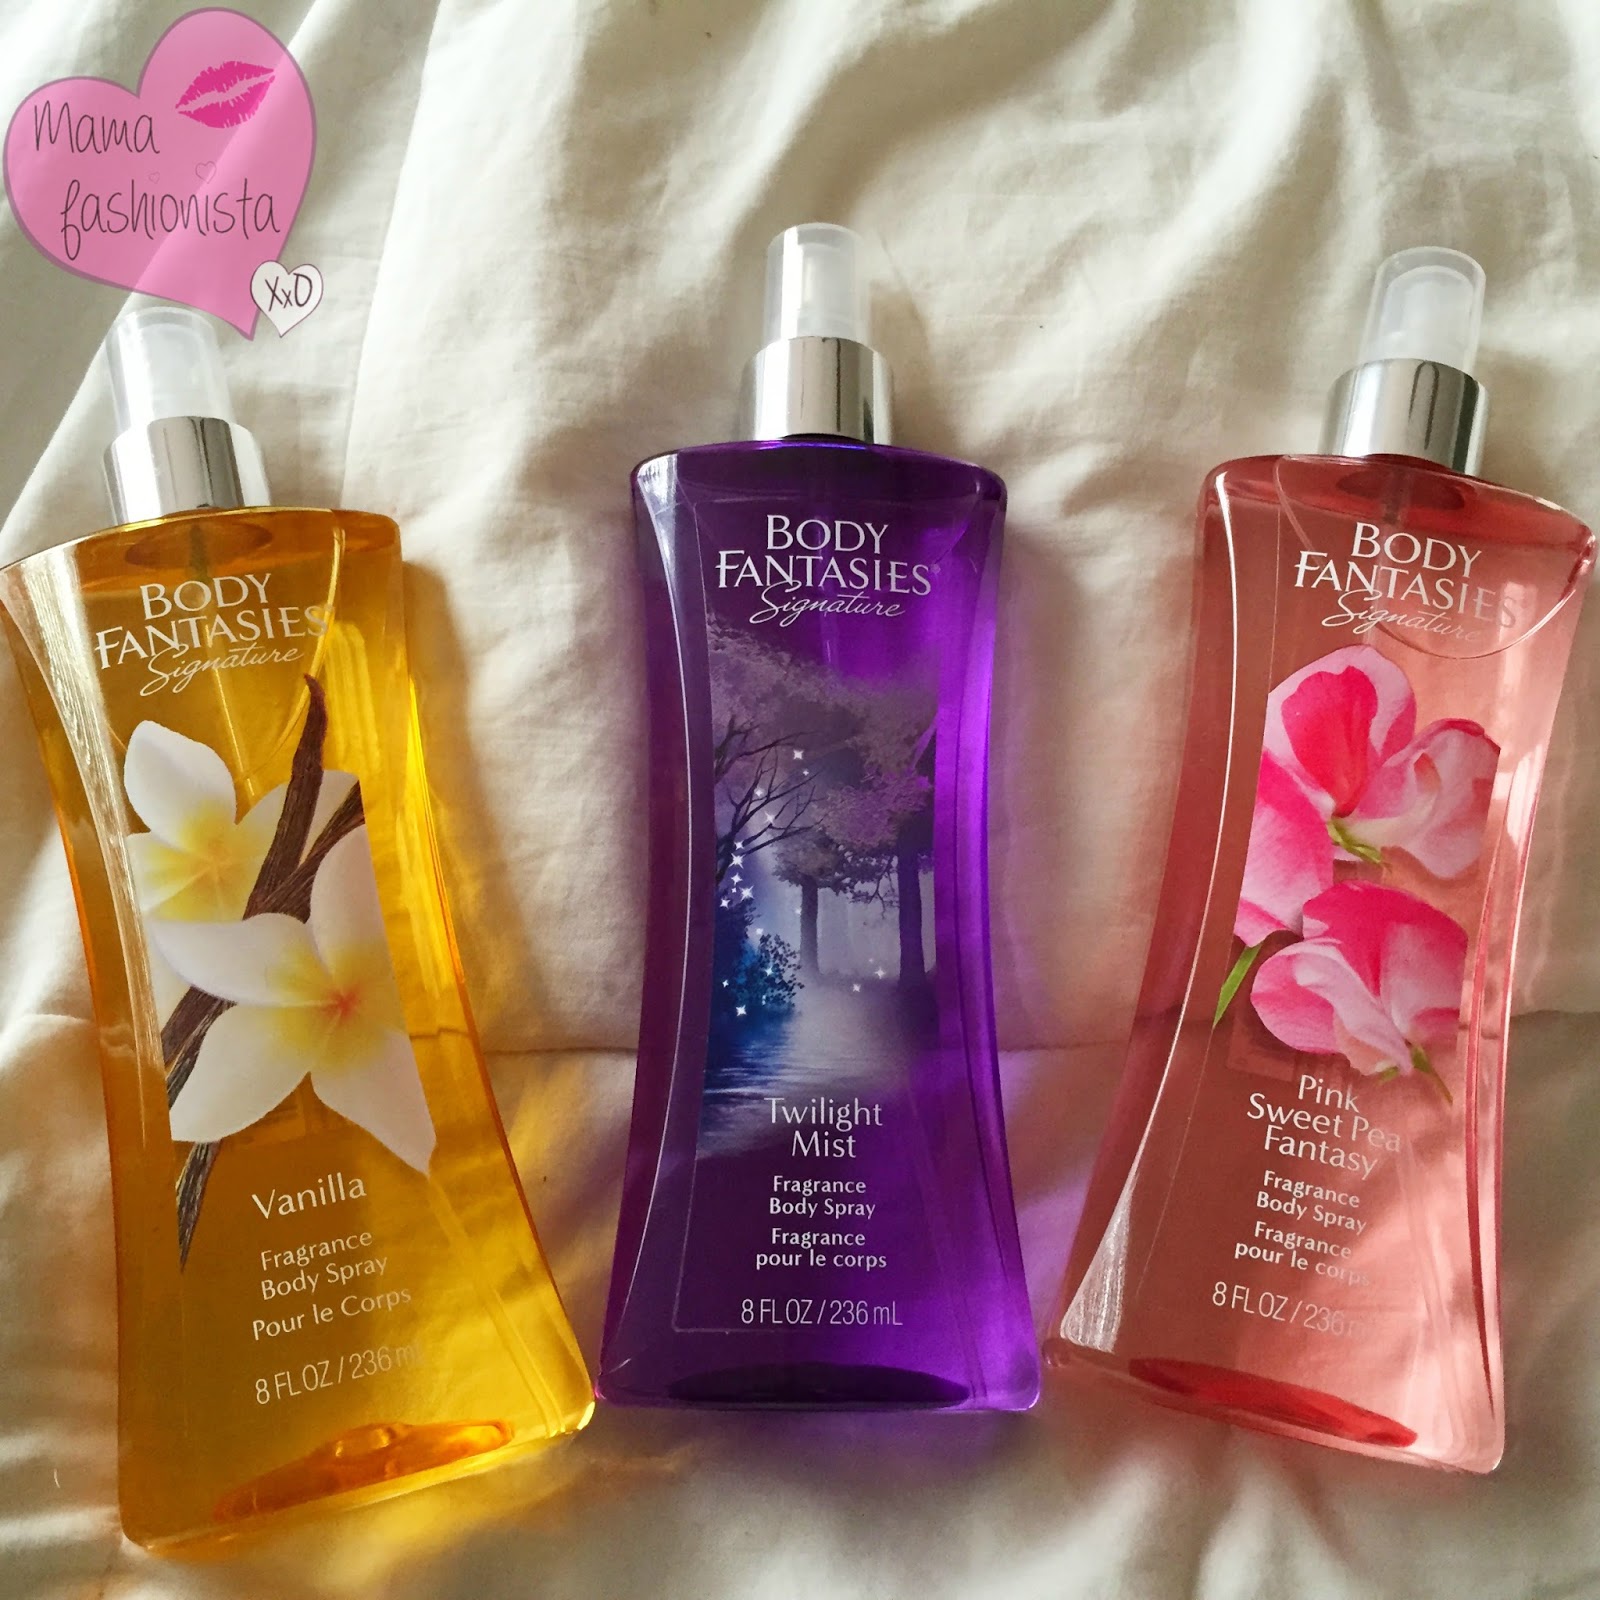 Mama
fashionista
XxO
BODY
FANTASIES
Signature
Vanilla
Fragrance
Body Spray
Pour le Corps
8 FL OZ / 236 mL
BODY
FANTASIES®
Signature
Twilight
Mist
Fragrance
Body Spray
Fragrance
pour le corps
8 FL OZ / 236 mL
BODY
FANTASIES
Signature
Pink
Sweet Pea
Fantasy
Fragrance
Body Spray
Fragrance
pour le corps
8 FL OZ / 236 mL